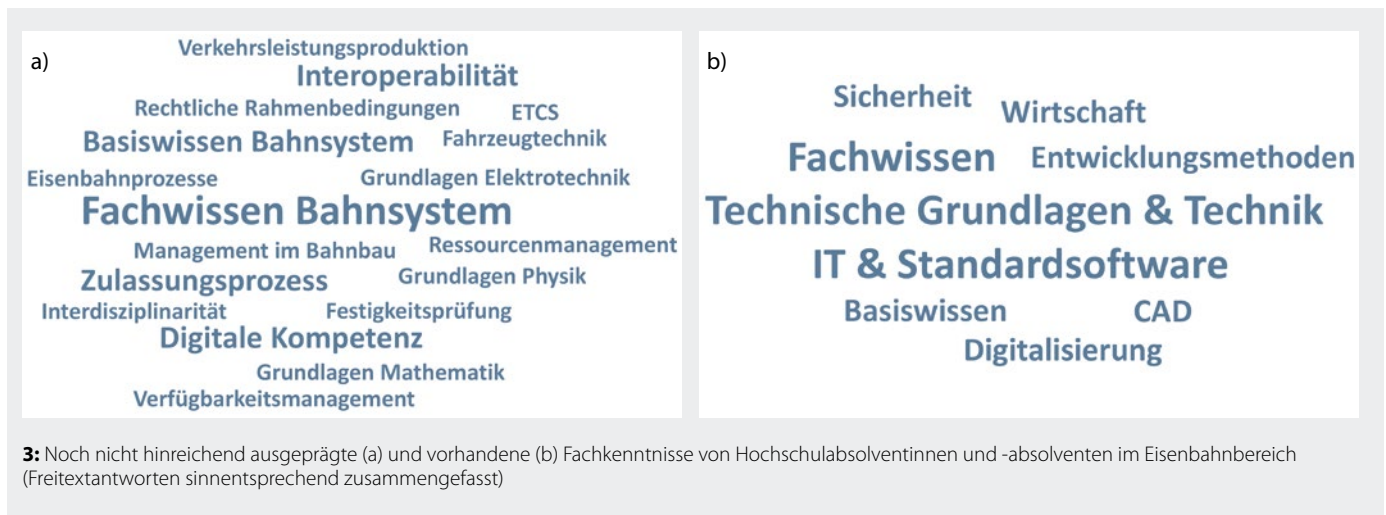 a)
Verkehrsleistungsproduktion
Interoperabilität
Rechtliche Rahmenbedingungen ETCS
Basiswissen Bahnsystem Fahrzeugtechnik
Eisenbahnprozesse Grundlagen Elektrotechnik
Fachwissen Bahnsystem
Management im Bahnbau Ressourcenmanagement
Zulassungsprozess Grundlagen Physik
Interdisziplinarität Festigkeitsprüfung
Digitale Kompetenz
Grundlagen Mathematik
Verfügbarkeitsmanagement
b)
Sicherheit Wirtschaft
Fachwissen Entwicklungsmethoden
Technische Grundlagen & Technik
IT & Standardsoftware
Basiswissen CAD
Digitalisierung
3: Noch nicht hinreichend ausgeprägte (a) und vorhandene (b) Fachkenntnisse von Hochschulabsolventinnen und -absolventen im Eisenbahnbereich
(Freitextantworten sinnentsprechend zusammengefasst)